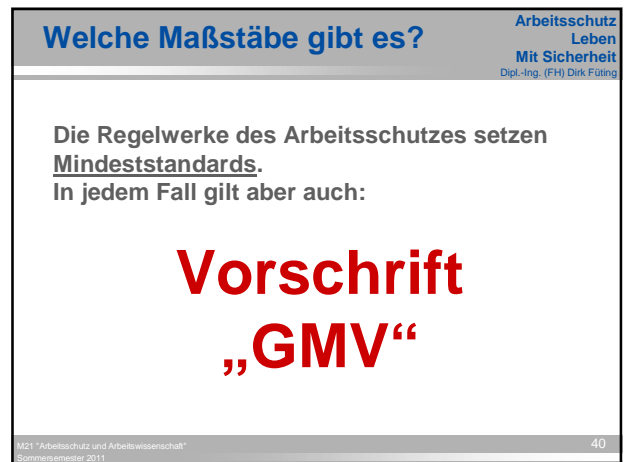 Welche Maßstäbe gibt es?
Arbeitsschutz
Leben
Mit Sicherheit
Dipl.-Ing. (FH) Dirk Füting
Die Regelwerke des Arbeitsschutzes setzen
Mindeststandards.
In jedem Fall gilt aber auch:
Vorschrift
„GMV“
M21 "Arbeitsschutz und Arbeitswissenschaft"
Sommersemester 2011
40